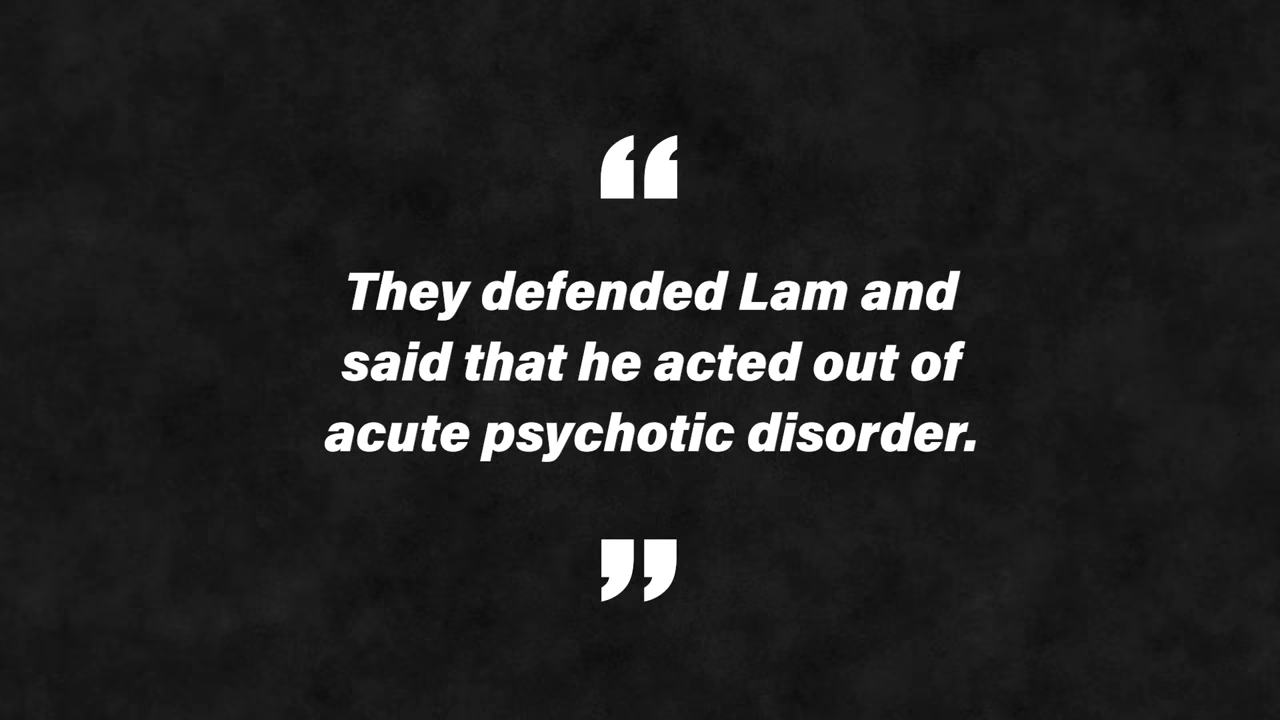 “
They defended Lam and
said that he acted out of
acute psychotic disorder.
”